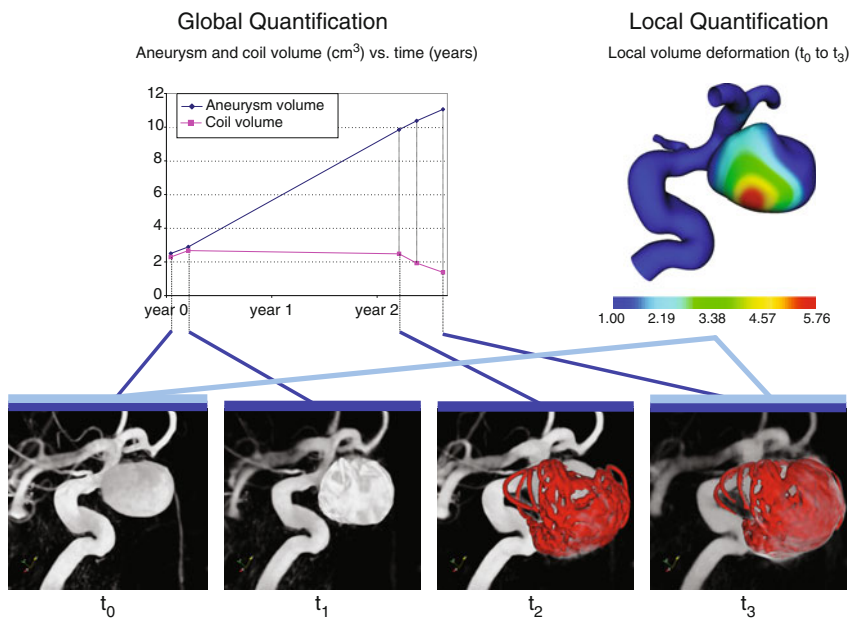 Global Quantification
Aneurysm and coil volume (cm³) vs. time (years)
12
10
8
6
4
2
0
Aneurysm volume
Coil volume
year 0
year 1
year 2
Local Quantification
Local volume deformation (t₀ to t₃)
1.00 2.19 3.38 4.57 5.76
t₀
t₁
t₂
t₃